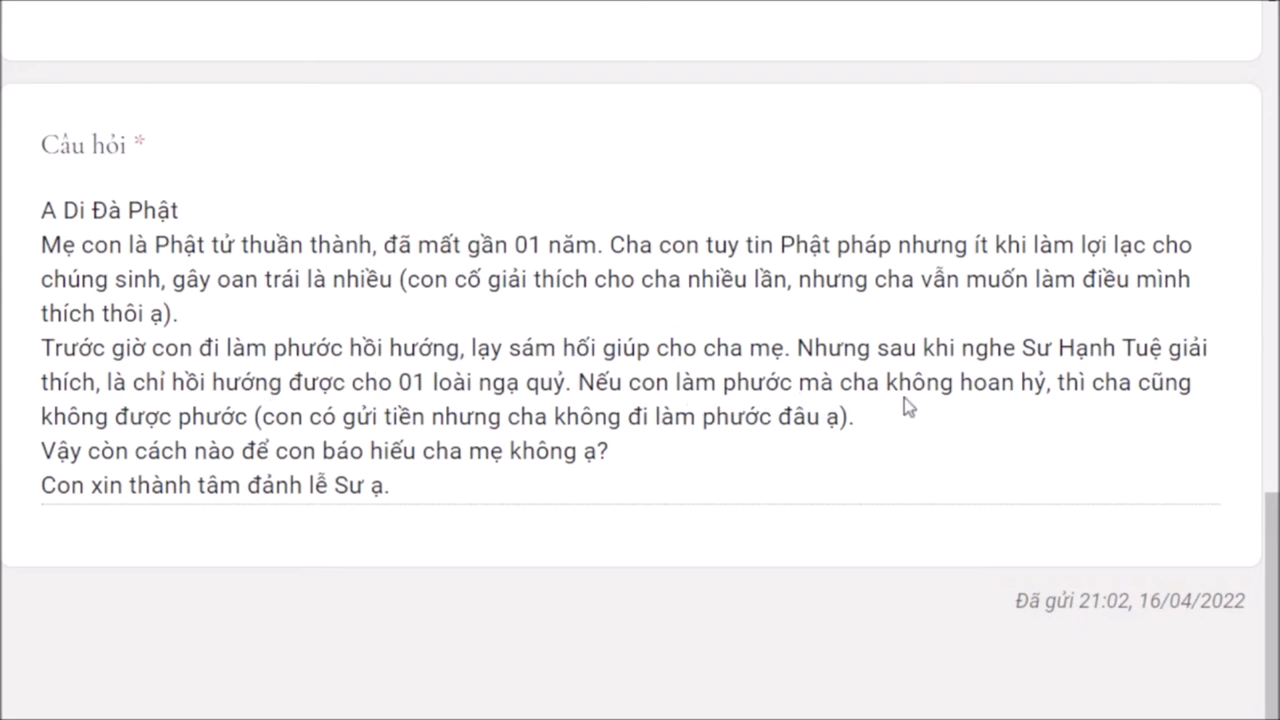 Câu hỏi *
A Di Đà Phật
Mẹ con là Phật tử thuần thành, đã mất gần 01 năm. Cha con tuy tin Phật pháp nhưng ít khi làm lợi lạc cho
chúng sinh, gây oan trái là nhiều (con cố giải thích cho cha nhiều lần, nhưng cha vẫn muốn làm điều mình
thích thôi ạ).
Trước giờ con đi làm phước hồi hướng, lạy sám hối giúp cho cha mẹ. Nhưng sau khi nghe Sư Hạnh Tuệ giải
thích, là chỉ hồi hướng được cho 01 loài ngạ quỷ. Nếu con làm phước mà cha không hoan hỷ, thì cha cũng
không được phước (con có gửi tiền nhưng cha không đi làm phước đâu ạ).
Vậy còn cách nào để con báo hiếu cha mẹ không ạ?
Con xin thành tâm đảnh lễ Sư ạ.
Đã gửi 21:02, 16/04/2022